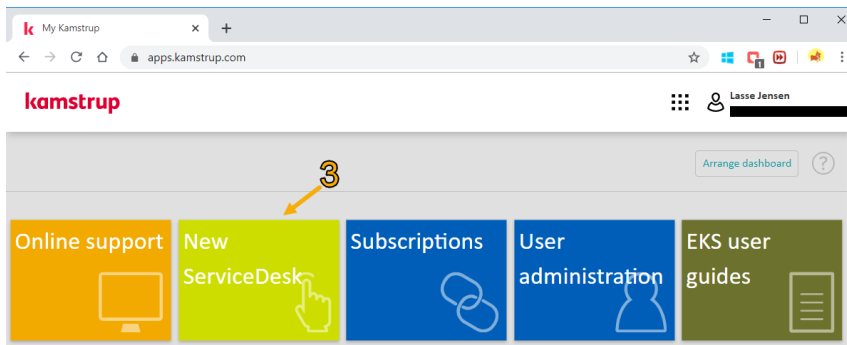 My Kamstrup
apps.kamstrup.com
1
kamstrup
Lasse Jensen
Arrange dashboard
?
3
Online support
New
ServiceDesk
Subscriptions
User
administration
EKS user
guides